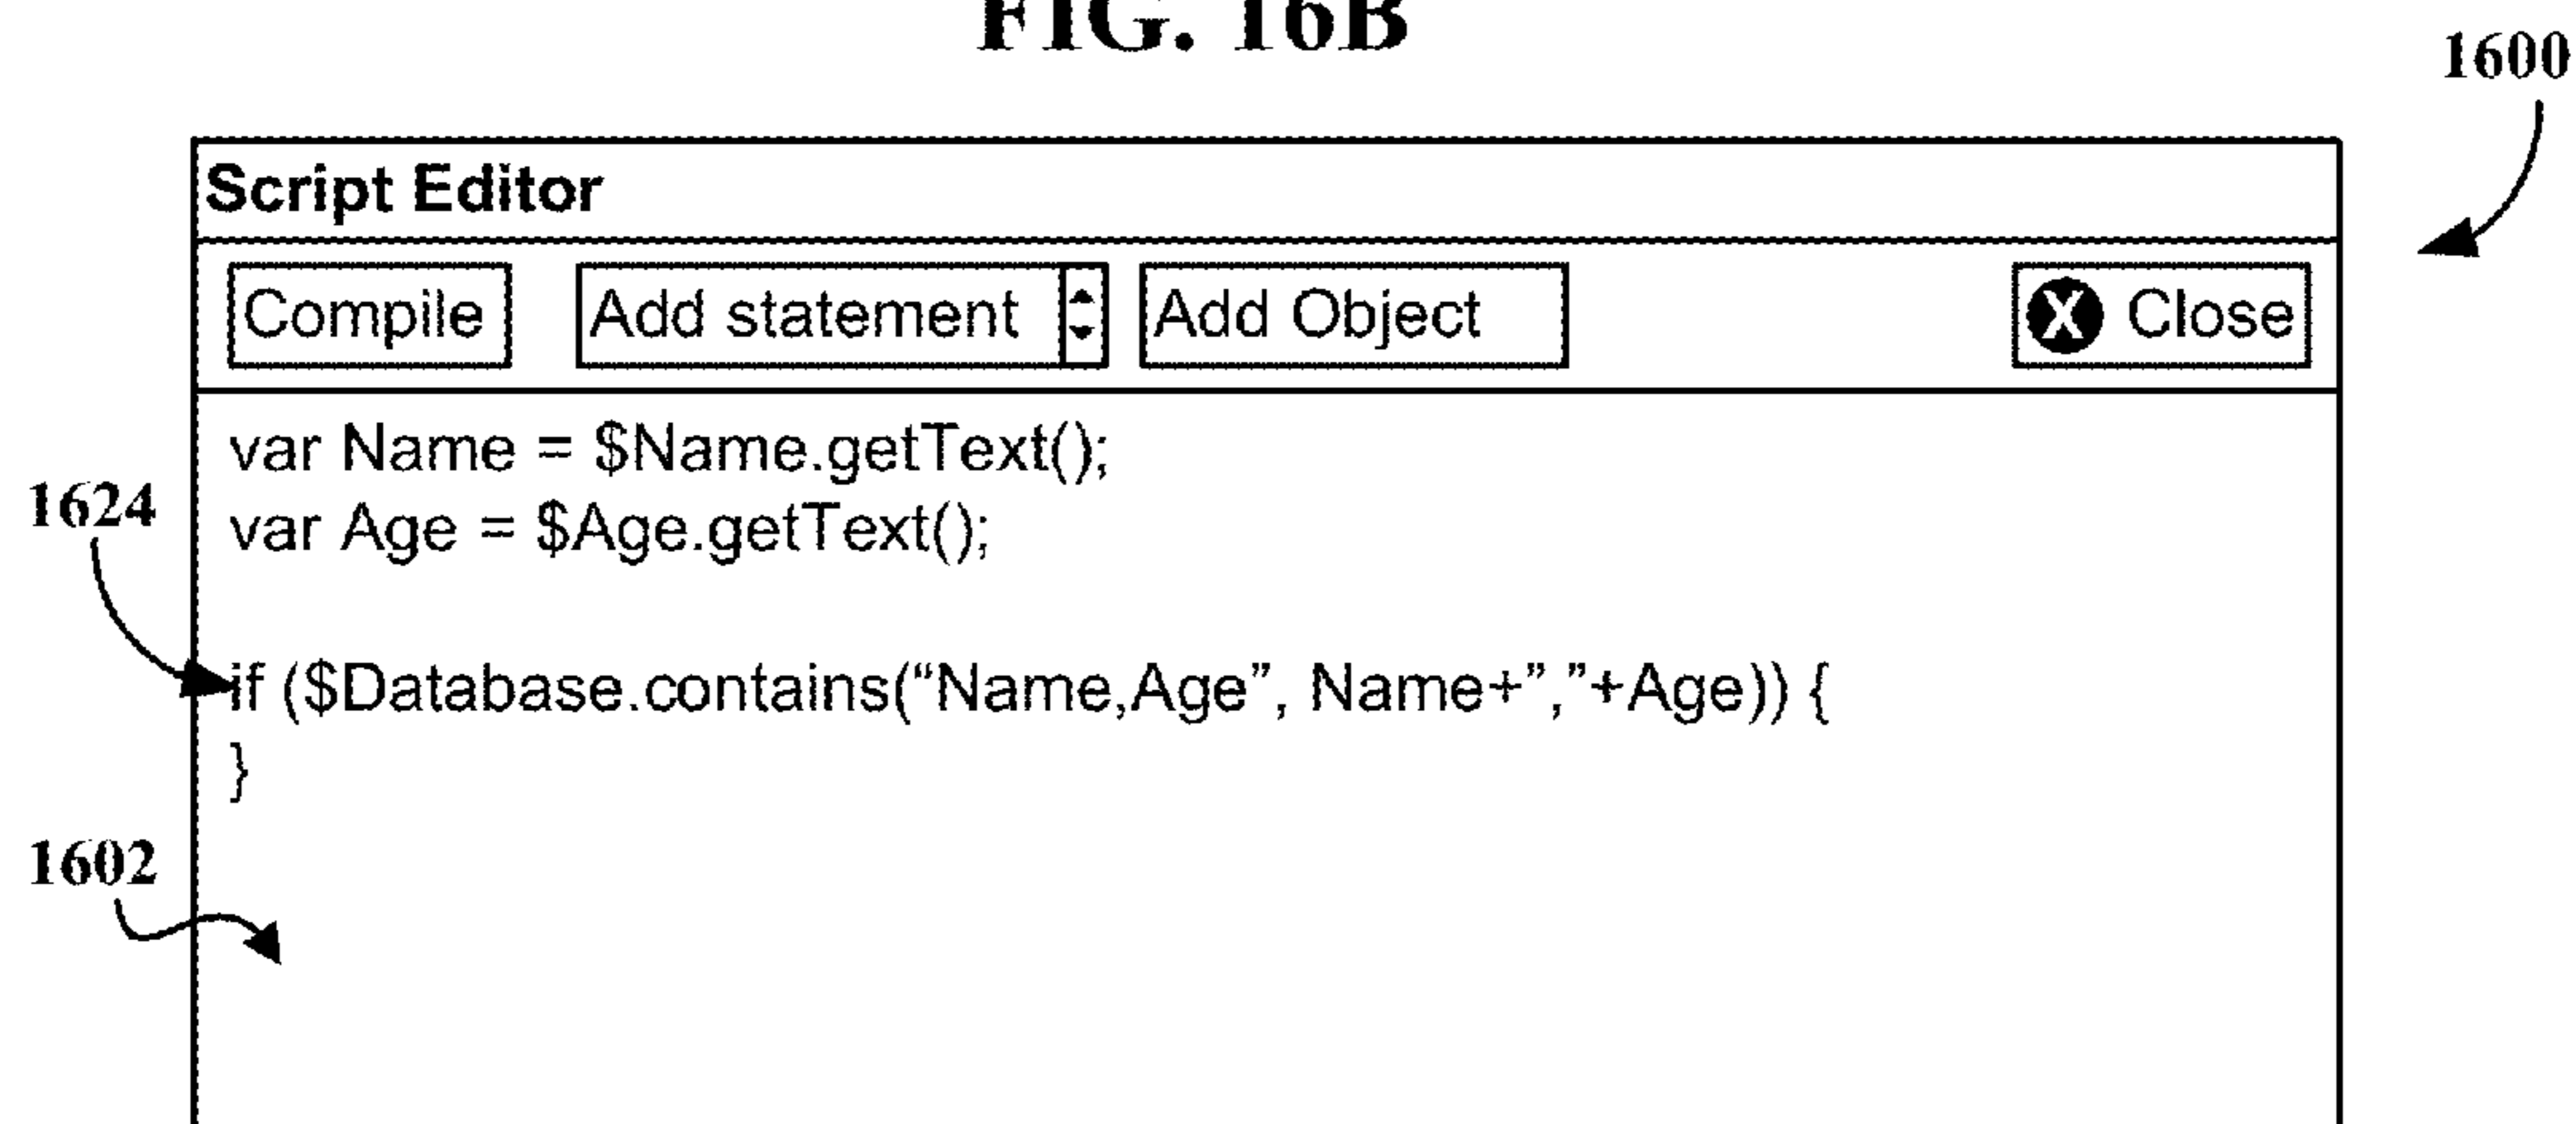 FIG. 16B
1600
Script Editor
Compile Add statement Add Object X Close
var Name = $Name.getText();
1624
var Age = $Age.getText();
if ($Database.contains(“Name,Age”, Name+”,”+Age)) {
}
1602